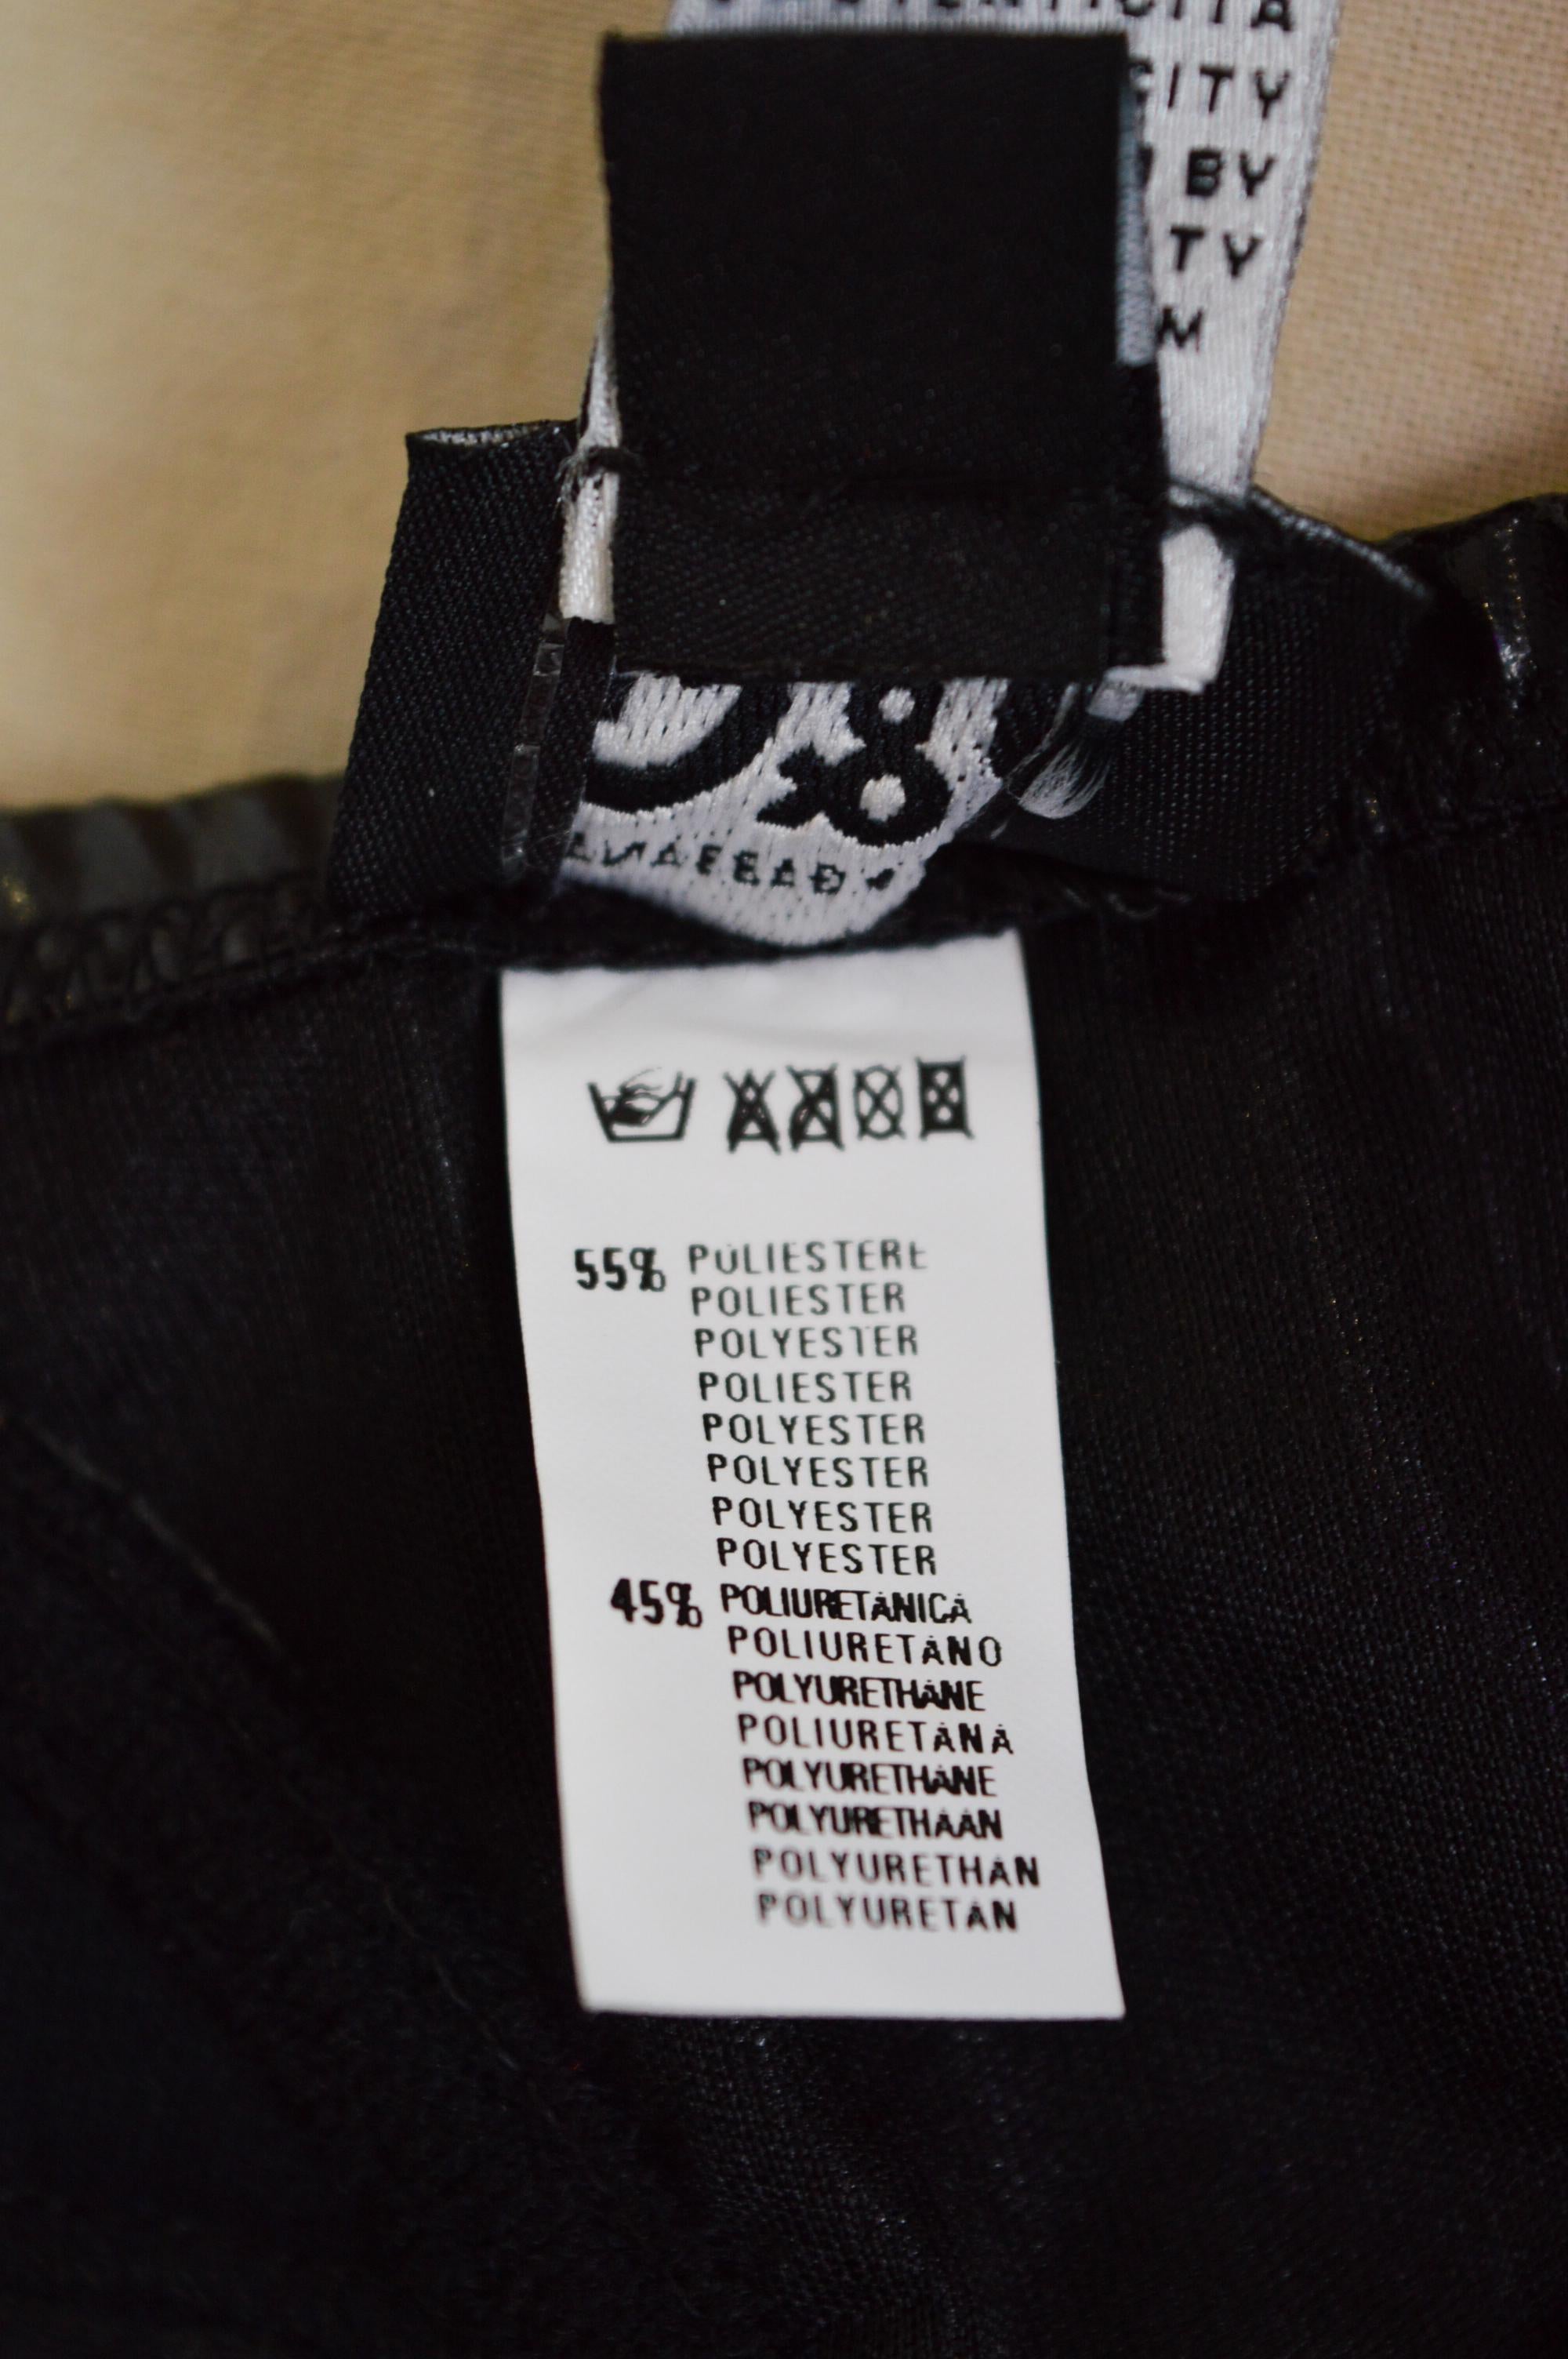 CITY
BY
TY
M
55% POLIESTERE
POLIESTER
POLYESTER
POLIESTER
POLYESTER
POLYESTER
POLYESTER
POLYESTER
45% POLIURETANICA
POLIURETANO
POLYURETHANE
POLIURETANA
POLYURETHANE
POLYURETHAAN
POLYURETHAN
POLYURETAN